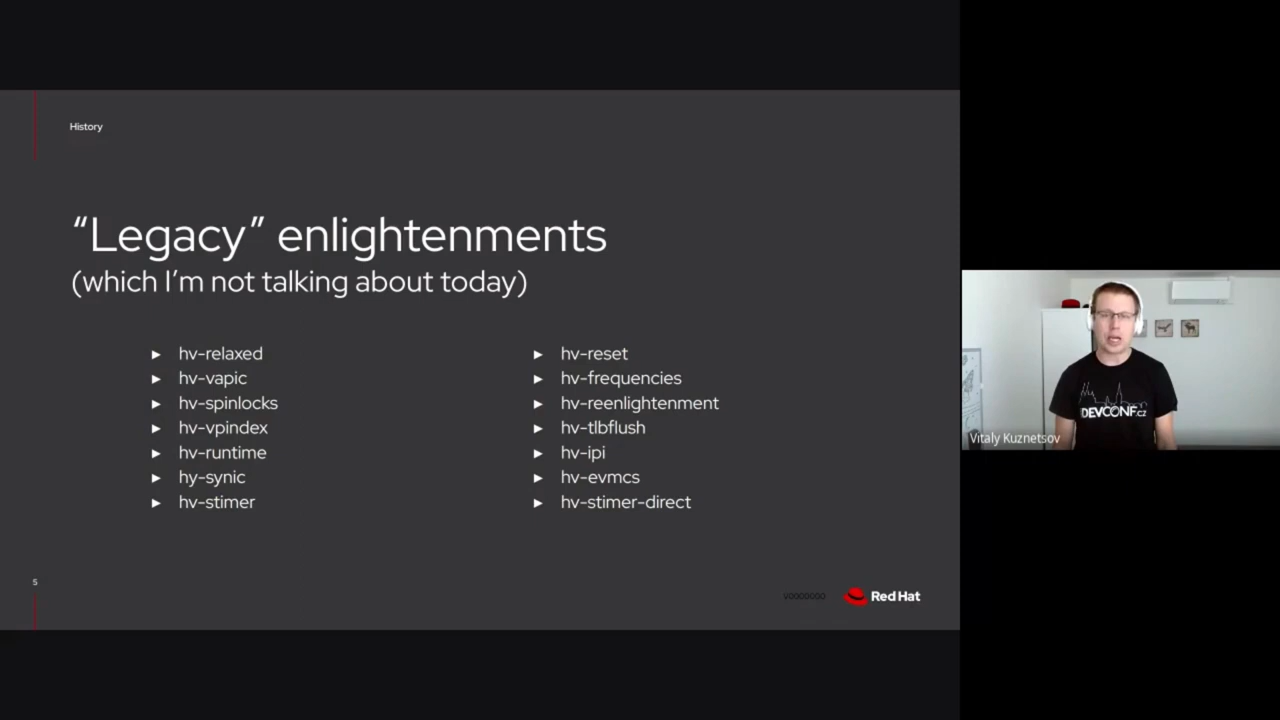 History
“Legacy” enlightenments
(which I’m not talking about today)
► hv-relaxed
► hv-vapic
► hv-spinlocks
► hv-vpindex
► hv-runtime
► hy-synic
► hv-stimer
► hv-reset
► hv-frequencies
► hv-reenlightenment
► hv-tlbflush
► hv-ipi
► hv-evmcs
► hv-stimer-direct
5
V0000000
Red Hat
DEVCONF.cz
Vitaly Kuznetsov